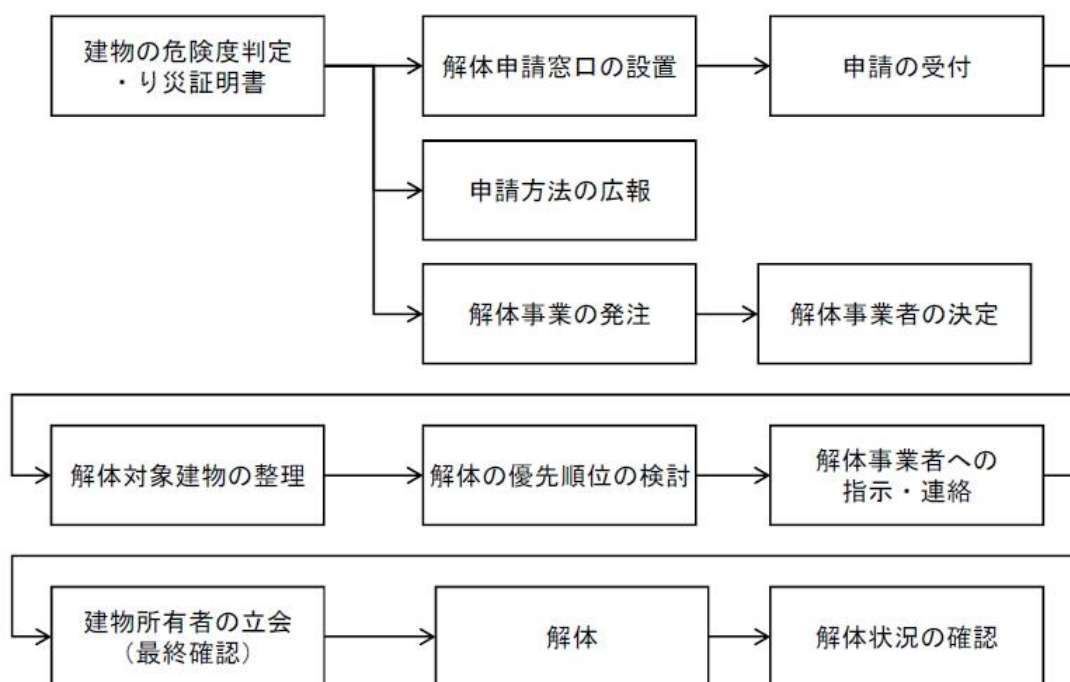 建物の危険度判定
・り災証明書
解体申請窓口の設置
申請の受付
申請方法の広報
解体事業の発注
解体事業者の決定
解体対象建物の整理
解体の優先順位の検討
解体事業者への
指示・連絡
建物所有者の立会
（最終確認）
解体
解体状況の確認